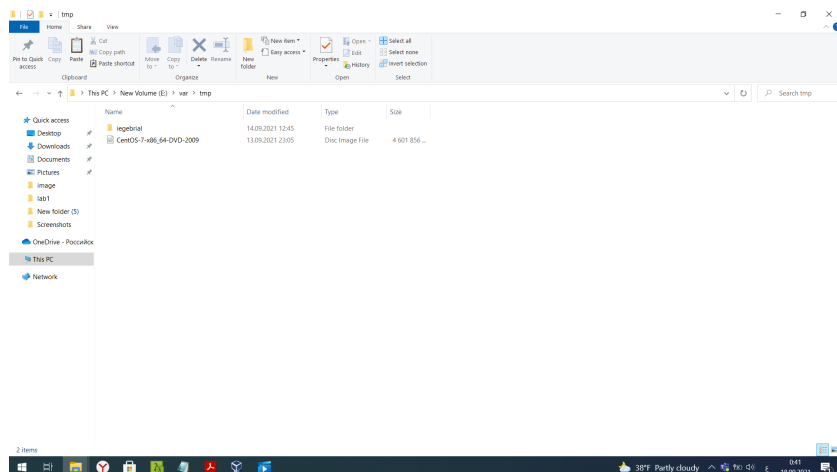 tmp
File Home Share View
Pin to Quick access
Copy
Paste
Cut
Copy path
Paste shortcut
Clipboard
Move to
Copy to
Delete
Rename
Organize
New folder
New item
Easy access
New
Properties
Open
Edit
History
Open
Select all
Select none
Invert selection
Select
This PC > New Volume (E:) > var > tmp
Search tmp
Name Date modified Type Size
iegebrial 14.09.2021 12:45 File folder
CentOS-7-x86_64-DVD-2009 13.09.2021 23:05 Disc Image File 4 601 856 ...
Quick access
Desktop
Downloads
Documents
Pictures
image
lab1
New folder (5)
Screenshots
OneDrive - Российск
This PC
Network
2 items
38°F Partly cloudy
0:41
18.09.2021